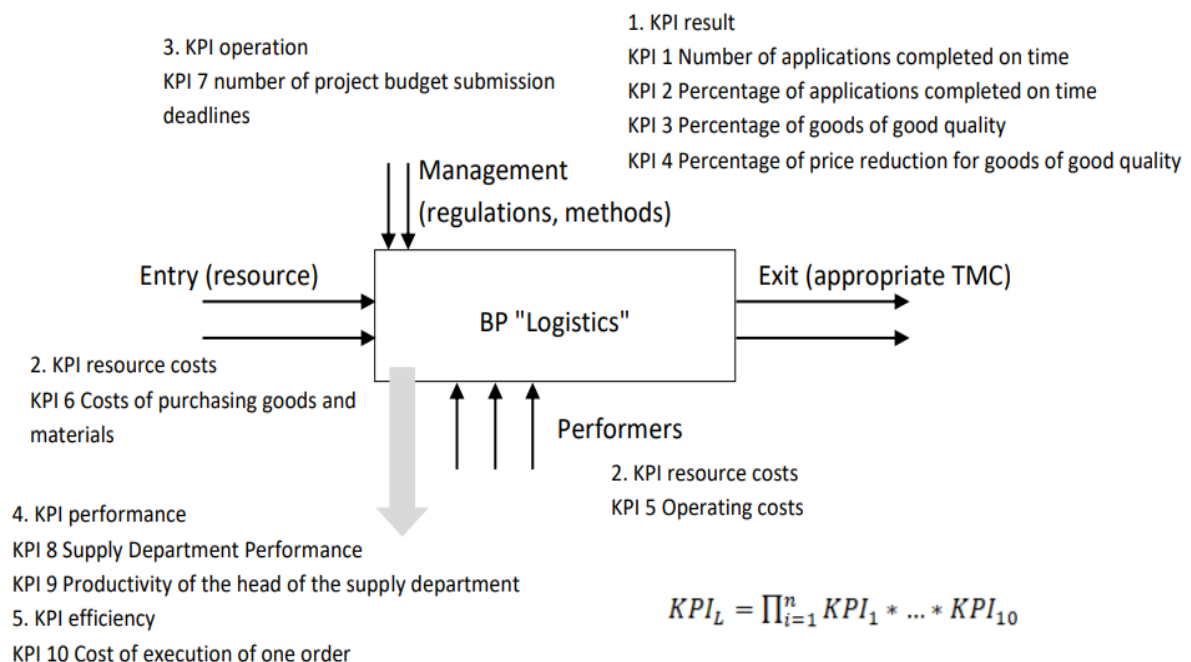 3. KPI operation
KPI 7 number of project budget submission
deadlines
1. KPI result
KPI 1 Number of applications completed on time
KPI 2 Percentage of applications completed on time
KPI 3 Percentage of goods of good quality
KPI 4 Percentage of price reduction for goods of good quality
Management
(regulations, methods)
Entry (resource)
BP "Logistics"
Exit (appropriate TMC)
2. KPI resource costs
KPI 6 Costs of purchasing goods and
materials
Performers
2. KPI resource costs
KPI 5 Operating costs
4. KPI performance
KPI 8 Supply Department Performance
KPI 9 Productivity of the head of the supply department
5. KPI efficiency
KPI 10 Cost of execution of one order
$KPI_L = \prod_{i=1}^{n} KPI_1 * \ldots * KPI_{10}$